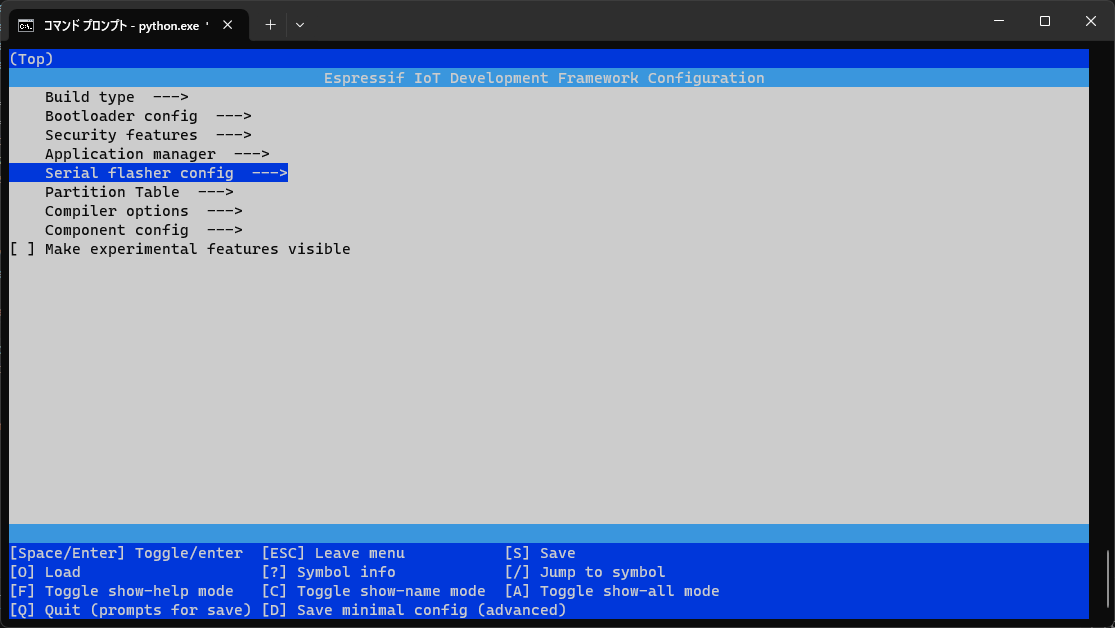 コマンド プロンプト - python.exe "
(Top)
Espressif IoT Development Framework Configuration
Build type --->
Bootloader config --->
Security features --->
Application manager --->
Serial flasher config --->
Partition Table --->
Compiler options --->
Component config --->
[ ] Make experimental features visible
[Space/Enter] Toggle/enter [ESC] Leave menu [S] Save
[O] Load [?] Symbol info [/] Jump to symbol
[F] Toggle show-help mode [C] Toggle show-name mode [A] Toggle show-all mode
[Q] Quit (prompts for save) [D] Save minimal config (advanced)